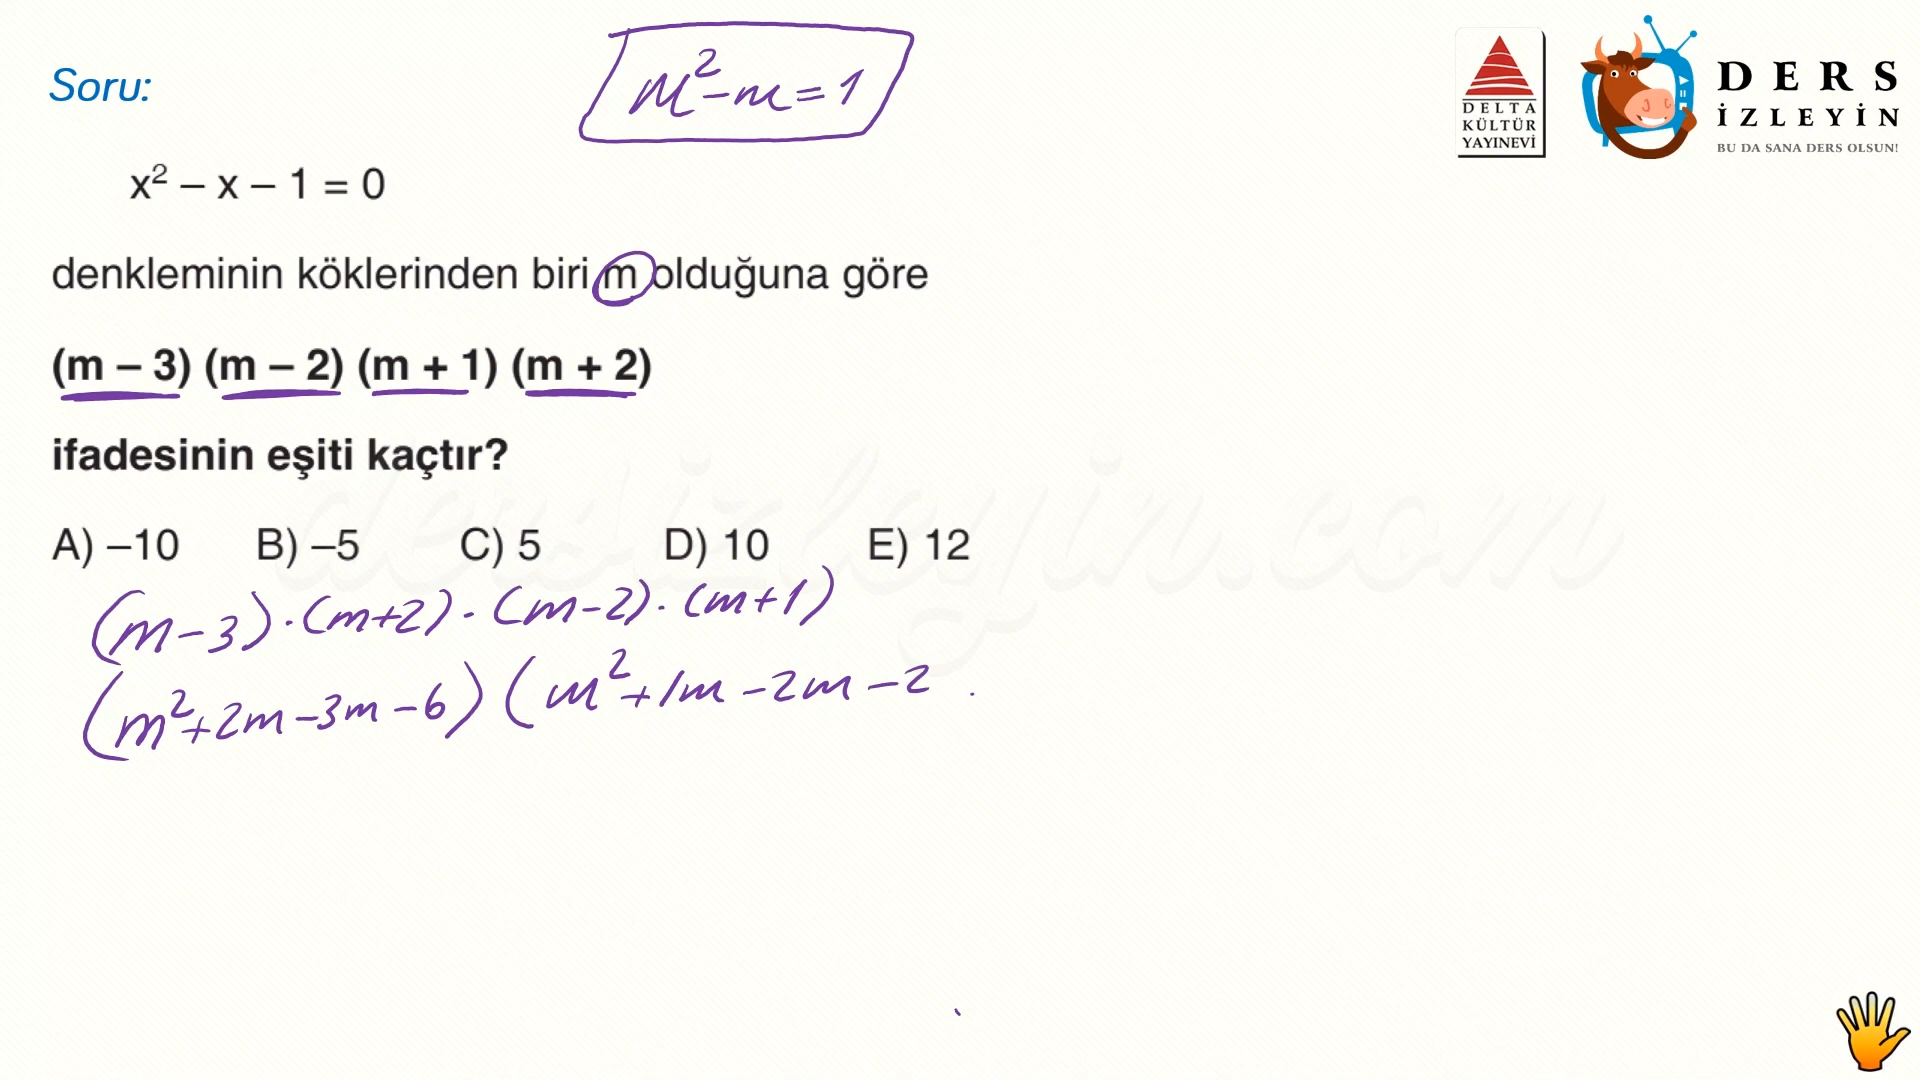 Soru:
m² – m = 1
DELTA
KÜLTÜR
YAYINEVİ
DERS
İZLEYİN
BU DA SANA DERS OLSUN!
x² – x – 1 = 0
denkleminin köklerinden biri m olduğuna göre
(m – 3) (m – 2) (m + 1) (m + 2)
ifadesinin eşiti kaçtır?
A) –10 B) –5 C) 5 D) 10 E) 12
(m–3)·(m+2)·(m–2)·(m+1)
(m²+2m–3m–6)(m²+1m–2m–2
dersizleyin.com